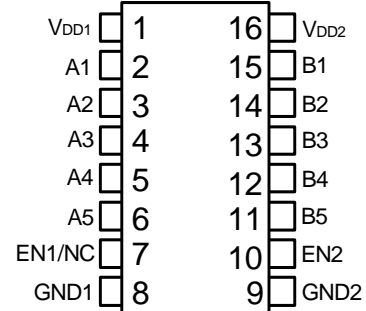 VDD1 1 16 VDD2
A1 2 15 B1
A2 3 14 B2
A3 4 13 B3
A4 5 12 B4
A5 6 11 B5
EN1/NC 7 10 EN2
GND1 8 9 GND2